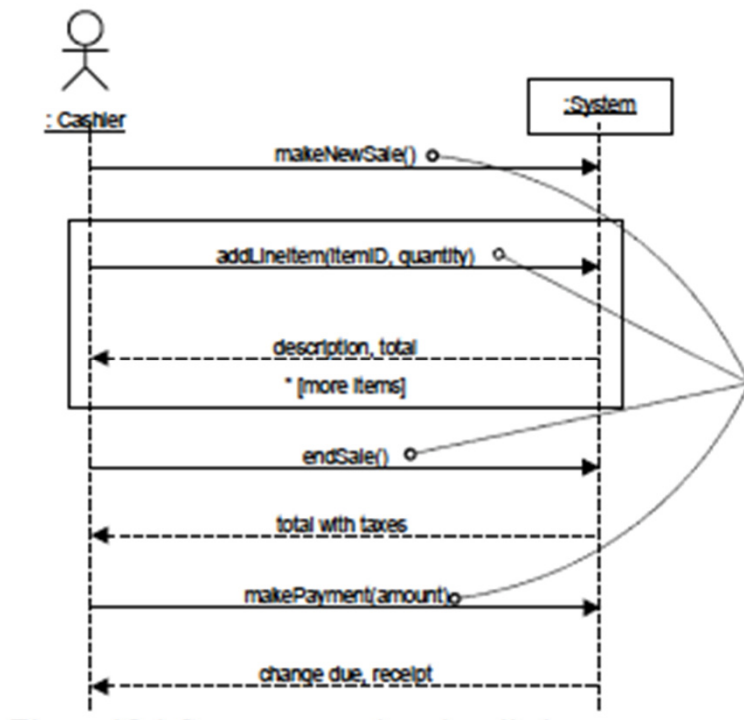 : Cashier
:System
makeNewSale()
addLineItem(itemID, quantity)
description, total
* [more items]
endSale()
total with taxes
makePayment(amount)
change due, receipt